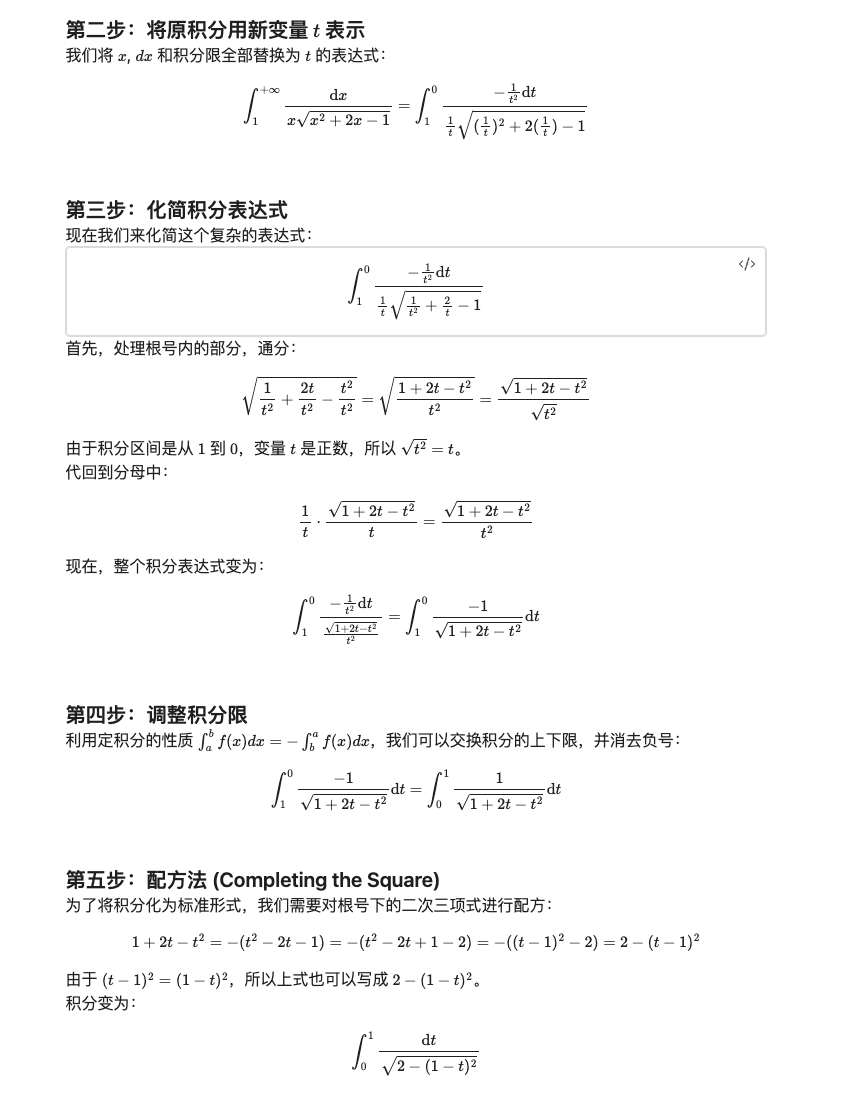 第二步：将原积分用新变量 $t$ 表示
我们将 $x$, $dx$ 和积分限全部替换为 $t$ 的表达式：
$$\int_1^{+\infty} \frac{\mathrm{d}x}{x\sqrt{x^2+2x-1}} = \int_1^0 \frac{-\frac{1}{t^2}\mathrm{d}t}{\frac{1}{t}\sqrt{(\frac{1}{t})^2+2(\frac{1}{t})-1}}$$
第三步：化简积分表达式
现在我们来化简这个复杂的表达式：
</>
$$\int_1^0 \frac{-\frac{1}{t^2}\mathrm{d}t}{\frac{1}{t}\sqrt{\frac{1}{t^2}+\frac{2}{t}-1}}$$
首先，处理根号内的部分，通分：
$$\sqrt{\frac{1}{t^2}+\frac{2t}{t^2}-\frac{t^2}{t^2}} = \sqrt{\frac{1+2t-t^2}{t^2}} = \frac{\sqrt{1+2t-t^2}}{\sqrt{t^2}}$$
由于积分区间是从 1 到 0，变量 $t$ 是正数，所以 $\sqrt{t^2}=t$。
代回到分母中：
$$\frac{1}{t} \cdot \frac{\sqrt{1+2t-t^2}}{t} = \frac{\sqrt{1+2t-t^2}}{t^2}$$
现在，整个积分表达式变为：
$$\int_1^0 \frac{-\frac{1}{t^2}\mathrm{d}t}{\frac{\sqrt{1+2t-t^2}}{t^2}} = \int_1^0 \frac{-1}{\sqrt{1+2t-t^2}}\mathrm{d}t$$
第四步：调整积分限
利用定积分的性质 $\int_a^b f(x)dx = -\int_b^a f(x)dx$，我们可以交换积分的上下限，并消去负号：
$$\int_1^0 \frac{-1}{\sqrt{1+2t-t^2}}\mathrm{d}t = \int_0^1 \frac{1}{\sqrt{1+2t-t^2}}\mathrm{d}t$$
第五步：配方法 (Completing the Square)
为了将积分化为标准形式，我们需要对根号下的二次三项式进行配方：
$$1+2t-t^2 = -(t^2-2t-1) = -(t^2-2t+1-2) = -((t-1)^2-2) = 2-(t-1)^2$$
由于 $(t-1)^2=(1-t)^2$，所以上式也可以写成 $2-(1-t)^2$。
积分变为：
$$\int_0^1 \frac{\mathrm{d}t}{\sqrt{2-(1-t)^2}}$$